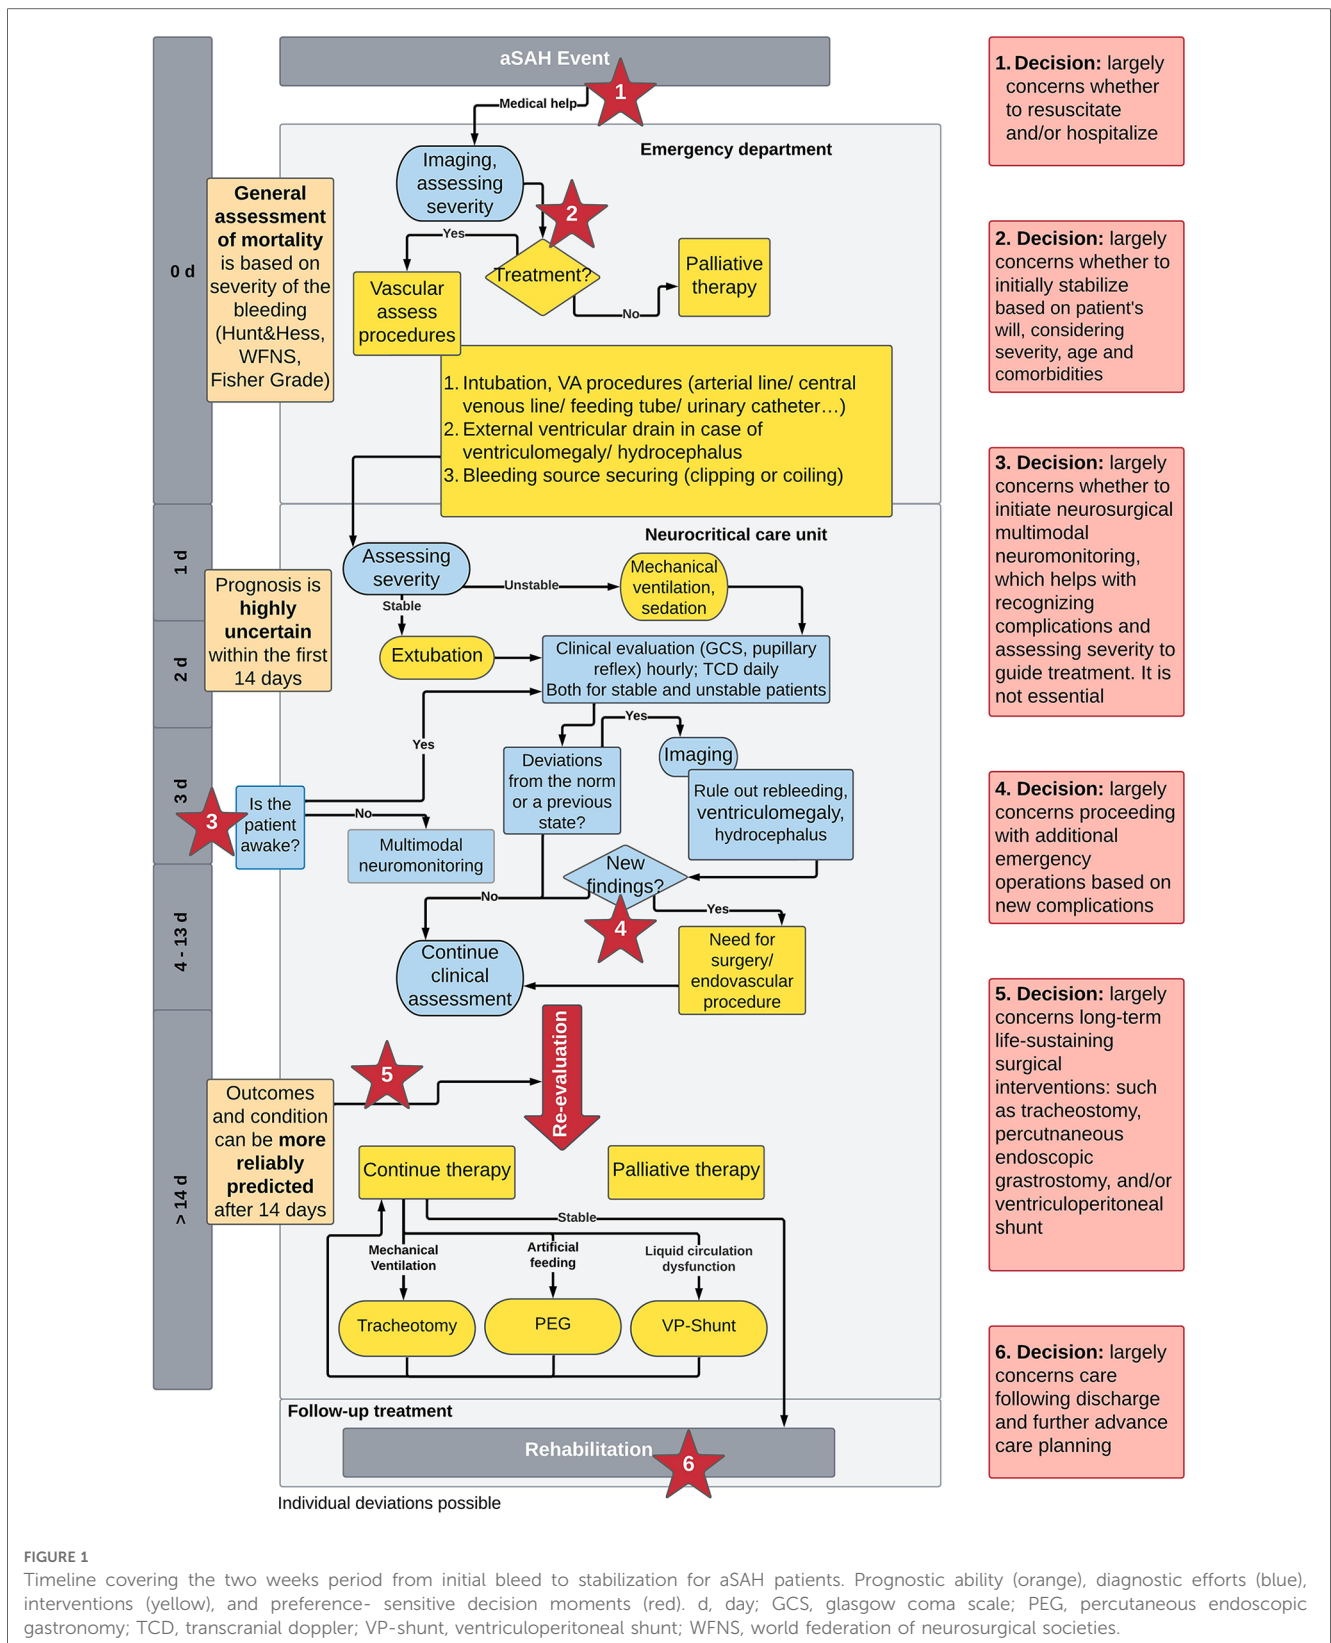 aSAH Event
1
Medical help
Emergency department
Imaging,
assessing
severity
2
Yes
Treatment?
No
Vascular
assess
procedures
Palliative
therapy
1. Intubation, VA procedures (arterial line/ central
venous line/ feeding tube/ urinary catheter…)
2. External ventricular drain in case of
ventriculomegaly/ hydrocephalus
3. Bleeding source securing (clipping or coiling)
0 d
General
assessment
of mortality
is based on
severity of the
bleeding
(Hunt&Hess,
WFNS,
Fisher Grade)
Neurocritical care unit
1 d
Assessing
severity
Unstable
Mechanical
ventilation,
sedation
Stable
Extubation
Prognosis is
highly
uncertain
within the first
14 days
2 d
Clinical evaluation (GCS, pupillary
reflex) hourly; TCD daily
Both for stable and unstable patients
Yes
Yes
Deviations
from the norm
or a previous
state?
Imaging
Rule out rebleeding,
ventriculomegaly,
hydrocephalus
3 d
3
Is the
patient
awake?
No
Multimodal
neuromonitoring
New
findings?
No
4
Yes
4 - 13 d
Continue
clinical
assessment
Need for
surgery/
endovascular
procedure
Re-evaluation
5
> 14 d
Outcomes
and condition
can be more
reliably
predicted
after 14 days
Continue therapy
Palliative therapy
Stable
Mechanical
Ventilation
Artificial
feeding
Liquid circulation
dysfunction
Tracheotomy
PEG
VP-Shunt
Follow-up treatment
Rehabilitation
6
Individual deviations possible
1. Decision: largely
concerns whether
to resuscitate
and/or hospitalize
2. Decision: largely
concerns whether to
initially stabilize
based on patient's
will, considering
severity, age and
comorbidities
3. Decision: largely
concerns whether to
initiate neurosurgical
multimodal
neuromonitoring,
which helps with
recognizing
complications and
assessing severity to
guide treatment. It is
not essential
4. Decision: largely
concerns proceeding
with additional
emergency
operations based on
new complications
5. Decision: largely
concerns long-term
life-sustaining
surgical
interventions: such
as tracheostomy,
percutnaneous
endoscopic
grastrostomy, and/or
ventriculoperitoneal
shunt
6. Decision: largely
concerns care
following discharge
and further advance
care planning
FIGURE 1
Timeline covering the two weeks period from initial bleed to stabilization for aSAH patients. Prognostic ability (orange), diagnostic efforts (blue),
interventions (yellow), and preference- sensitive decision moments (red). d, day; GCS, glasgow coma scale; PEG, percutaneous endoscopic
gastronomy; TCD, transcranial doppler; VP-shunt, ventriculoperitoneal shunt; WFNS, world federation of neurosurgical societies.